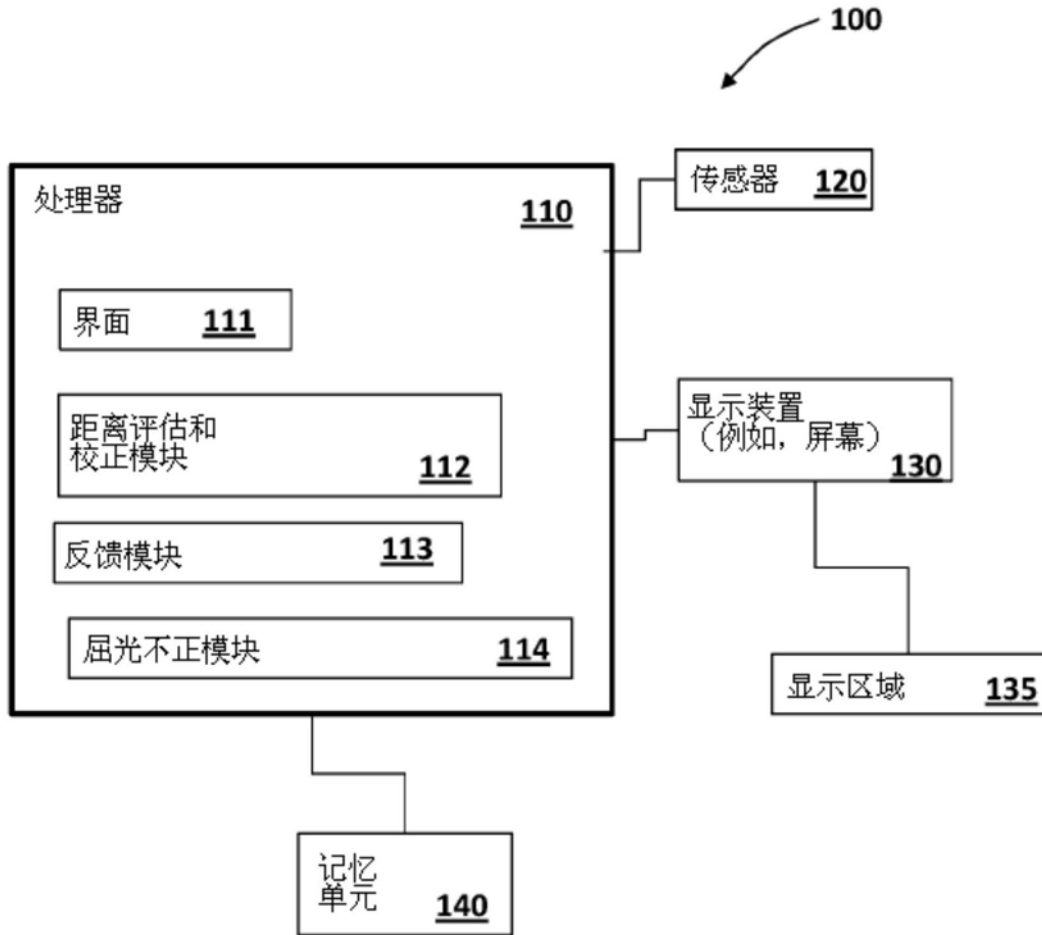 100
传感器 120
处理器 110
界面 111
显示装置
（例如，屏幕）
130
距离评估和
校正模块 112
反馈模块 113
屈光不正模块 114
显示区域 135
记忆
单元 140